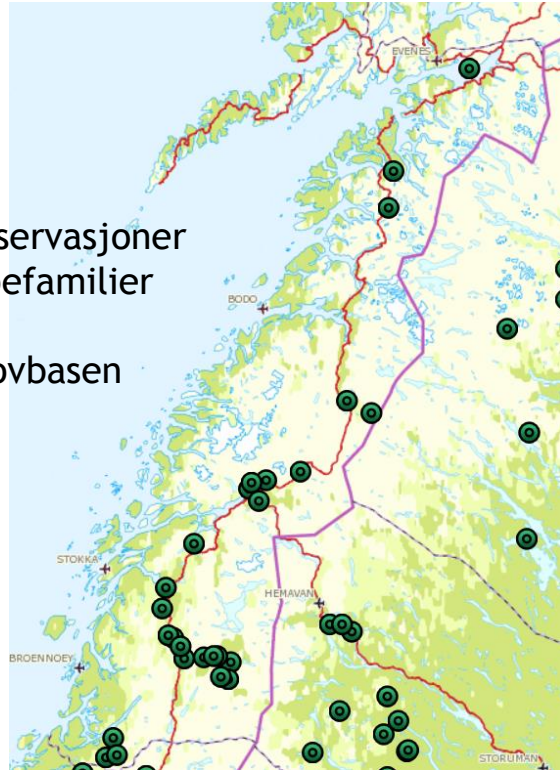 servasjoner
efamilier
ovbasen
EVENES
BODO
STOKKA
HEMAVAN
BROENNOEY
STORUMAN